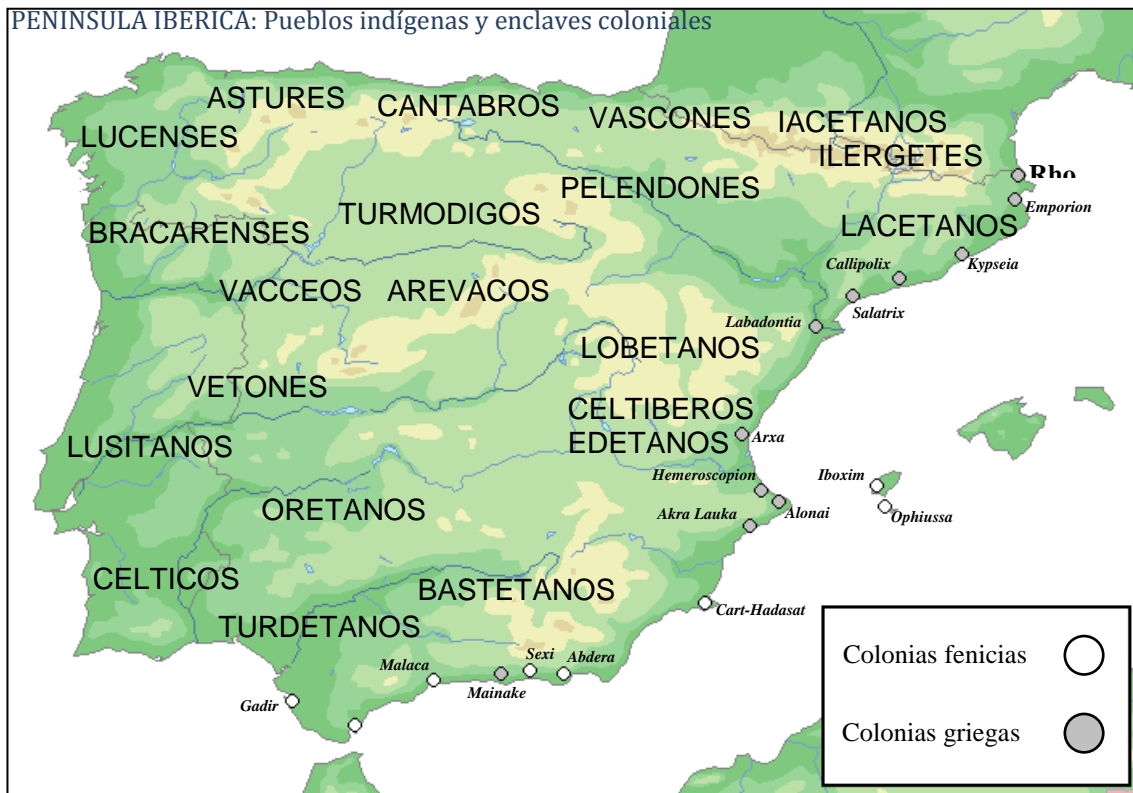 PENINSULA IBERICA: Pueblos indígenas y enclaves coloniales
ASTURES
CANTABROS
VASCONES
IACETANOS
LUCENSES
ILERGETES
Rho
PELENDONES
Emporion
TURMODIGOS
LACETANOS
BRACARENSES
Callipolix
Kypseia
VACCEOS
AREVACOS
Salatrix
Labadontia
LOBETANOS
VETONES
CELTIBEROS
LUSITANOS
EDETANOS
Arxa
Hemeroscopion
Iboxim
ORETANOS
Akra Lauka
Alonai
Ophiussa
CELTICOS
BASTETANOS
Cart-Hadasat
TURDETANOS
Sexi
Abdera
Malaca
Mainake
Gadir
Colonias fenicias
Colonias griegas